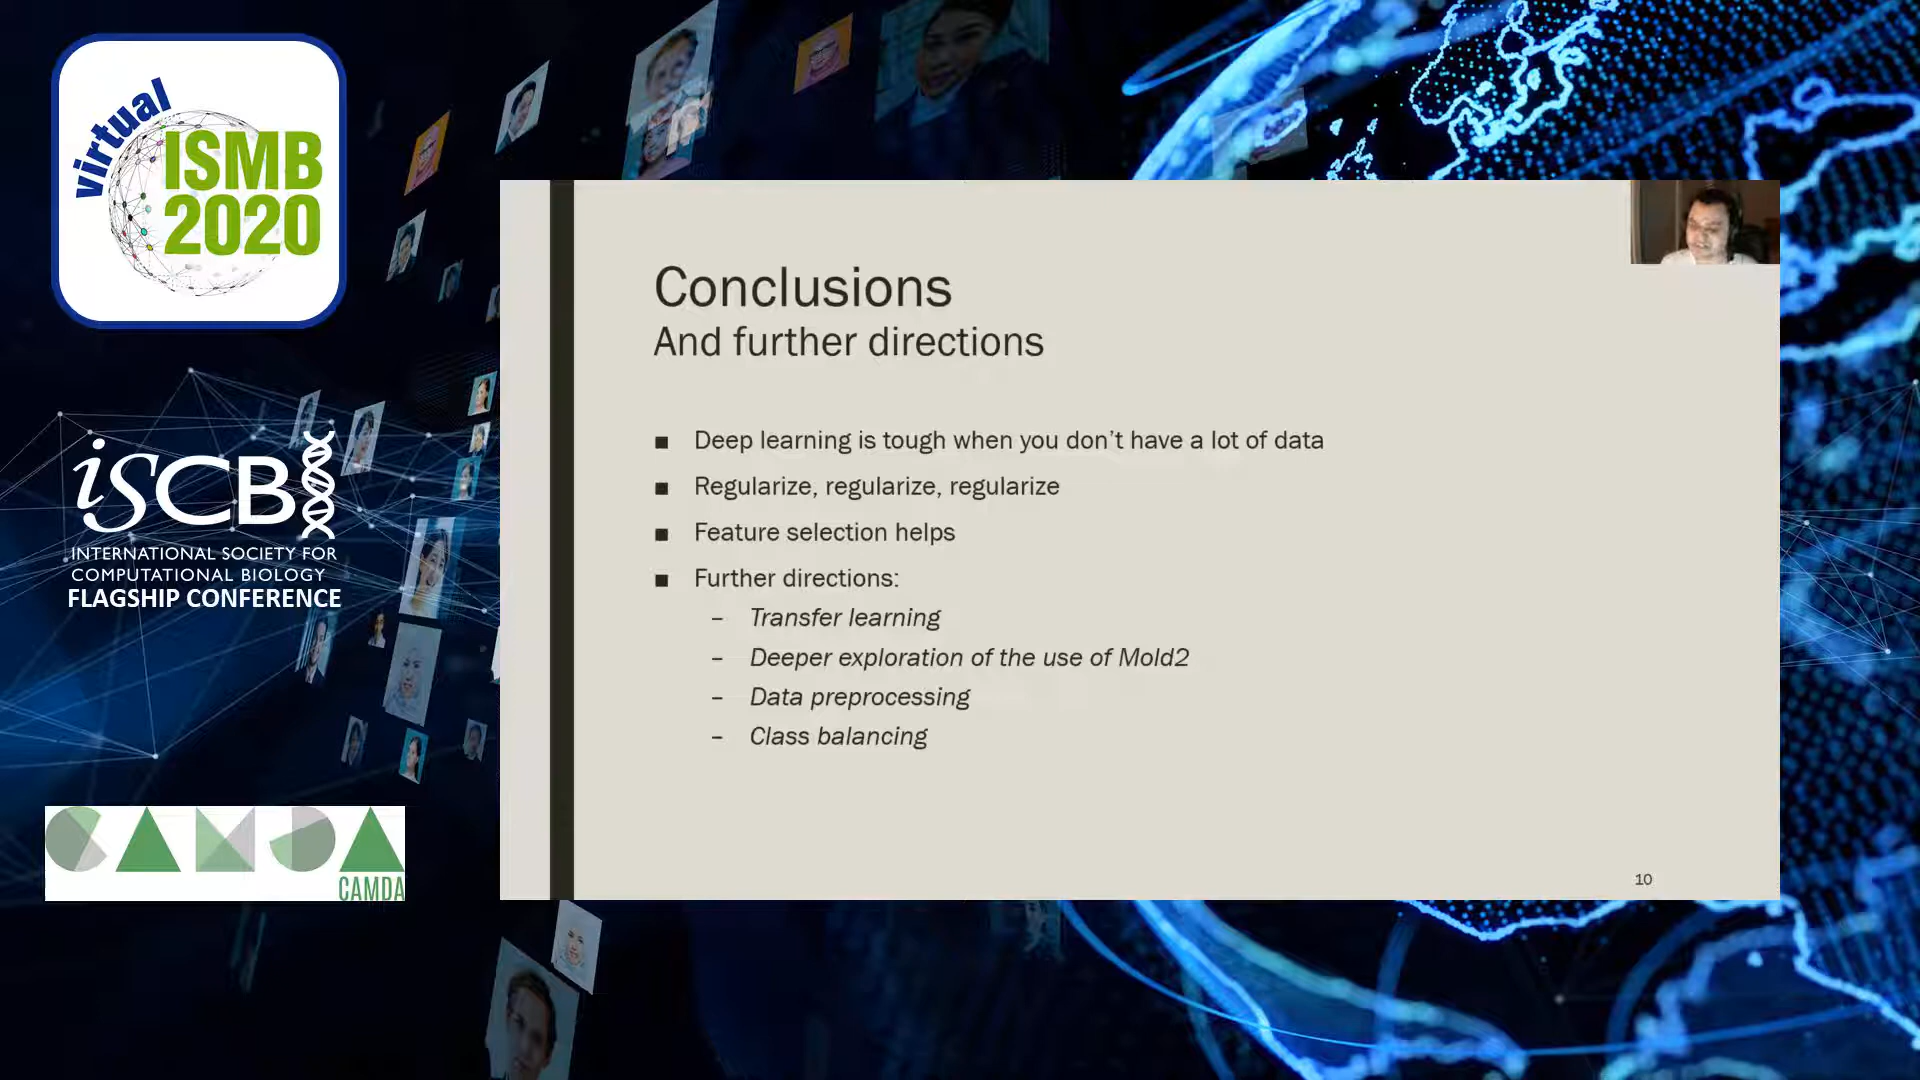 virtual
ISMB
2020
iSCB
INTERNATIONAL SOCIETY FOR
COMPUTATIONAL BIOLOGY
FLAGSHIP CONFERENCE
CAMDA
CAMDA
Conclusions
And further directions
■ Deep learning is tough when you don’t have a lot of data
■ Regularize, regularize, regularize
■ Feature selection helps
■ Further directions:
– Transfer learning
– Deeper exploration of the use of Mold2
– Data preprocessing
– Class balancing
10